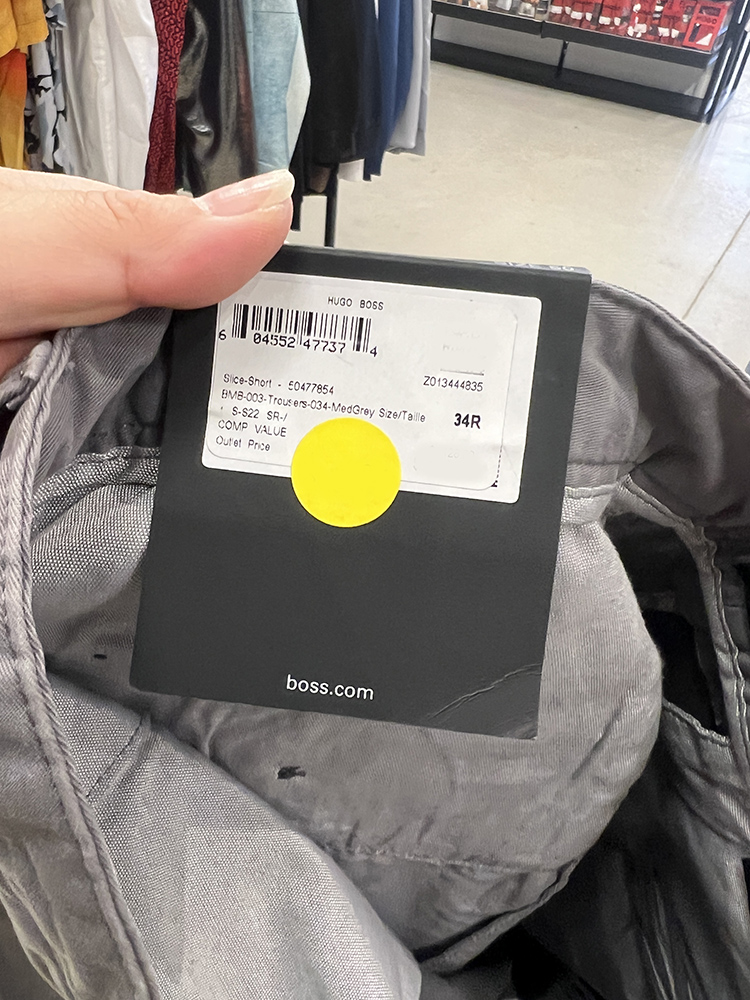 HUGO BOSS
6 04552 47737 4
Z013444835
Slice-Short - 50477854
BMB-003-Trousers-034-MedGrey Size/Taille 34R
S-S22 SR-/
COMP VALUE
Outlet Price
boss.com